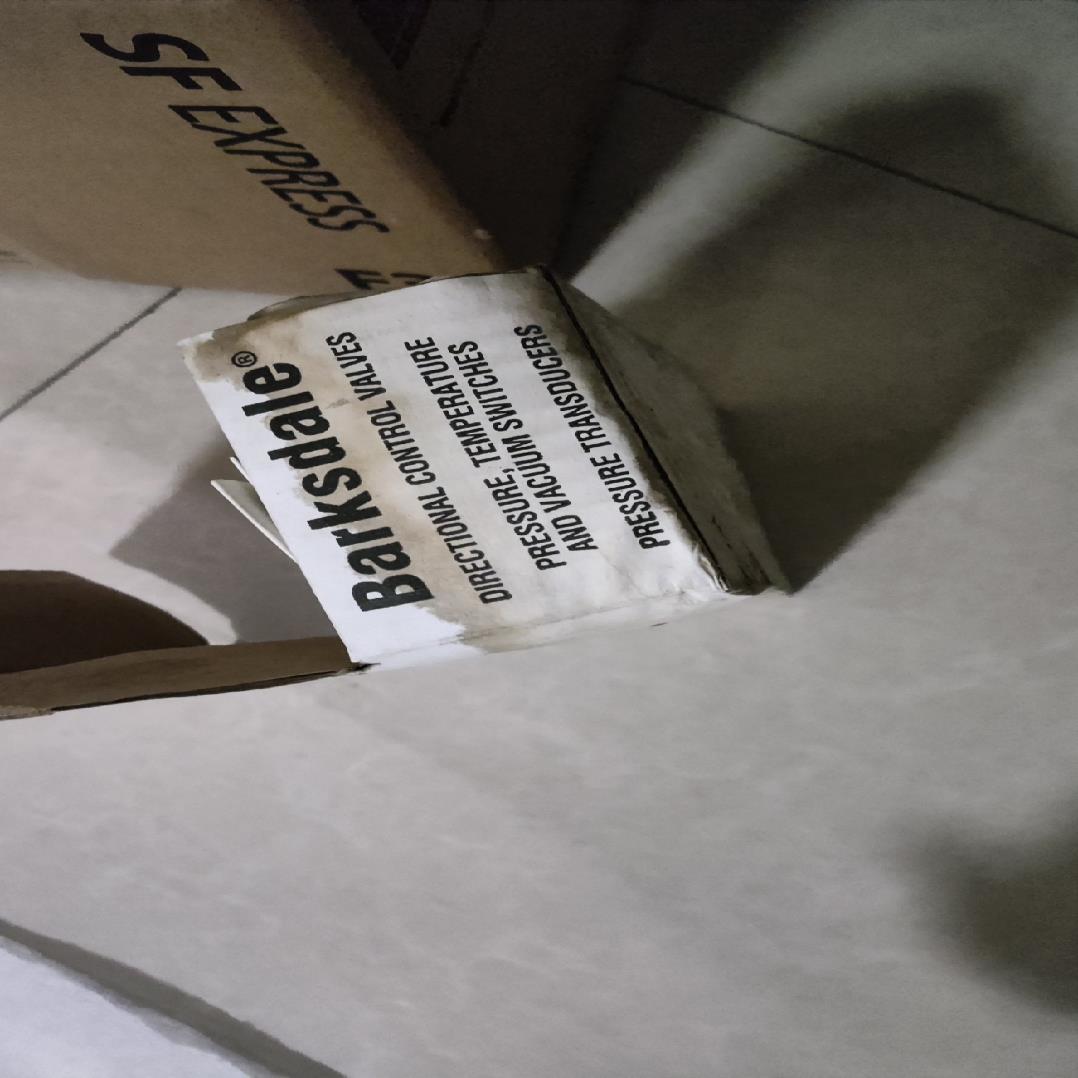 SF EXPRESS
Barksdale®
DIRECTIONAL CONTROL VALVES
PRESSURE, TEMPERATURE
AND VACUUM SWITCHES
PRESSURE TRANSDUCERS